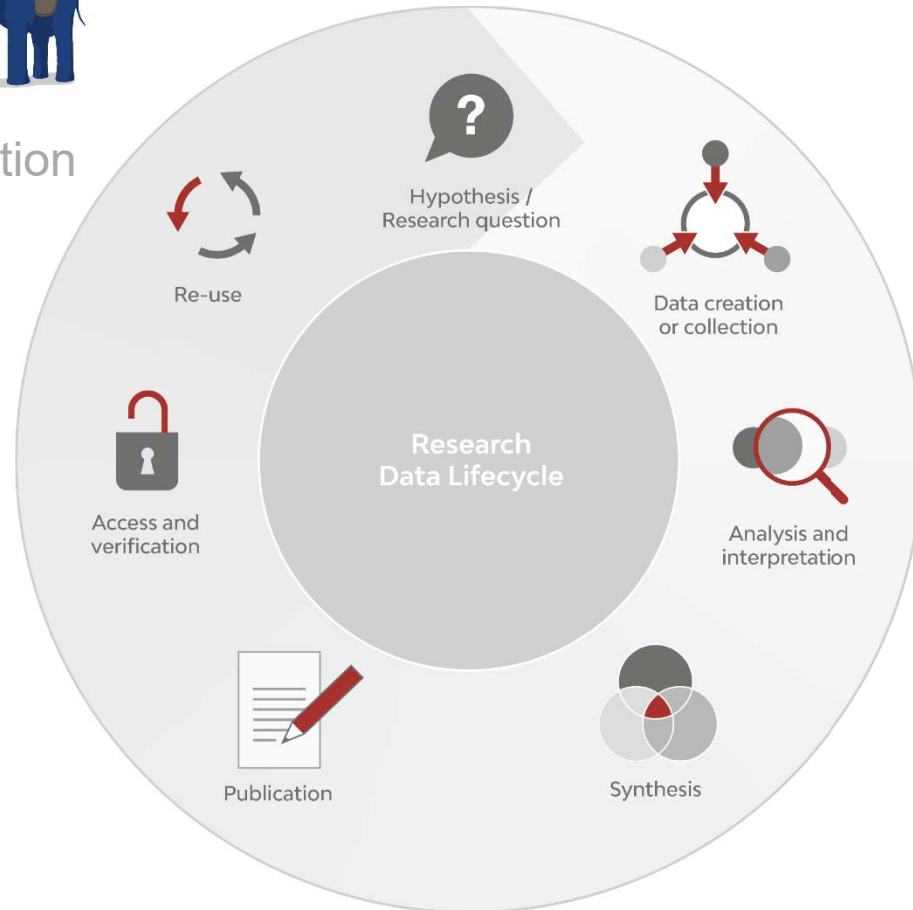 tion
?
Hypothesis /
Research question
Data creation
or collection
Analysis and
interpretation
Synthesis
Publication
Access and
verification
Re-use
Research
Data Lifecycle